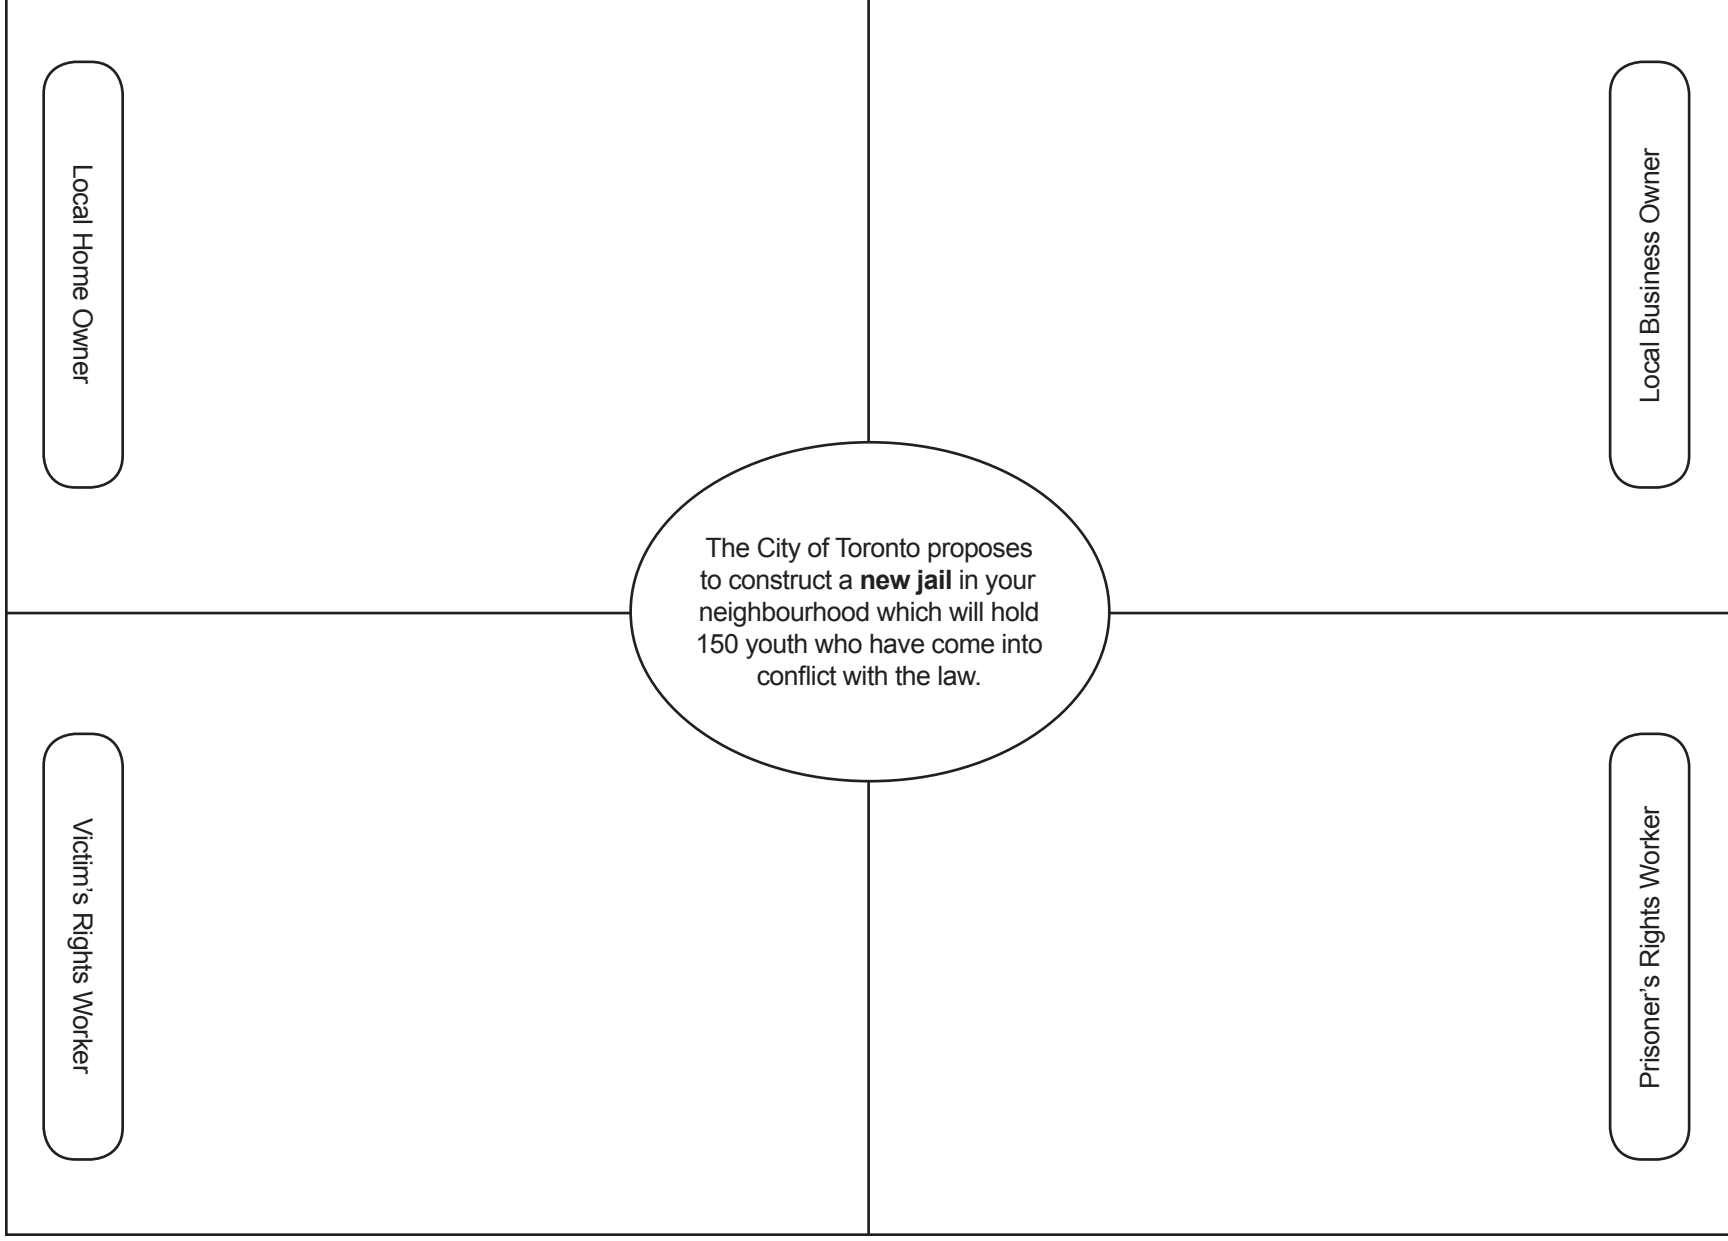 Local Home Owner
Local Business Owner
The City of Toronto proposes
to construct a new jail in your
neighbourhood which will hold
150 youth who have come into
conflict with the law.
Victim’s Rights Worker
Prisoner’s Rights Worker